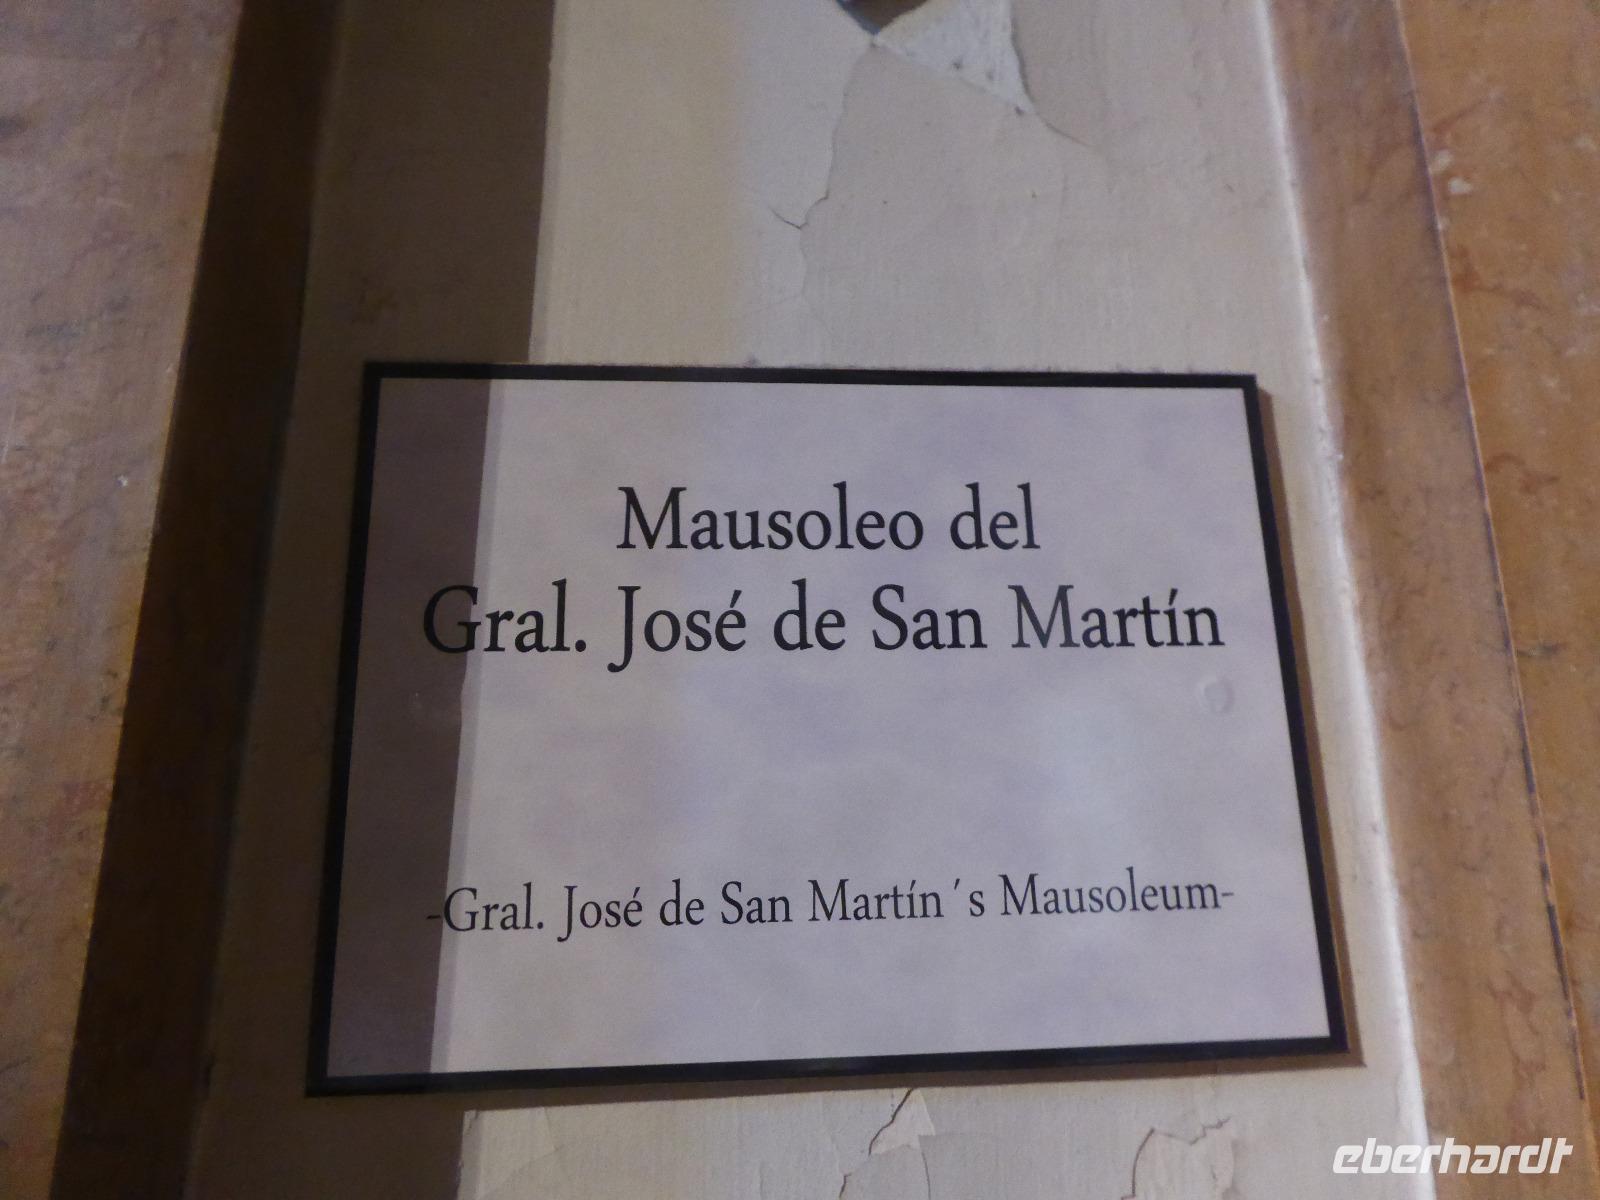 Mausoleo del
Gral. José de San Martín
-Gral. José de San Martín´s Mausoleum-
eberhardt